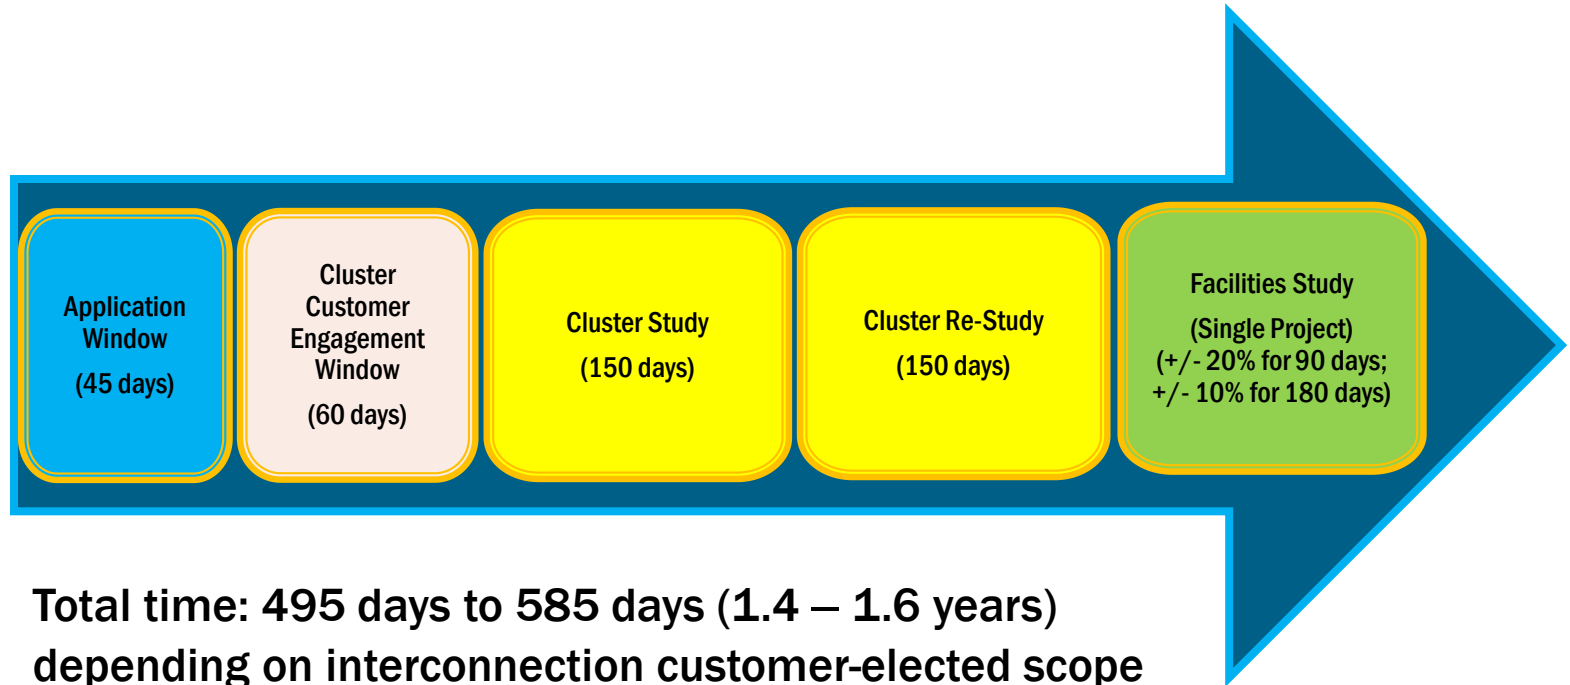 Application
Window
(45 days)
Cluster
Customer
Engagement
Window
(60 days)
Cluster Study
(150 days)
Cluster Re-Study
(150 days)
Facilities Study
(Single Project)
(+/- 20% for 90 days;
+/- 10% for 180 days)
Total time: 495 days to 585 days (1.4 – 1.6 years)
depending on interconnection customer-elected scope